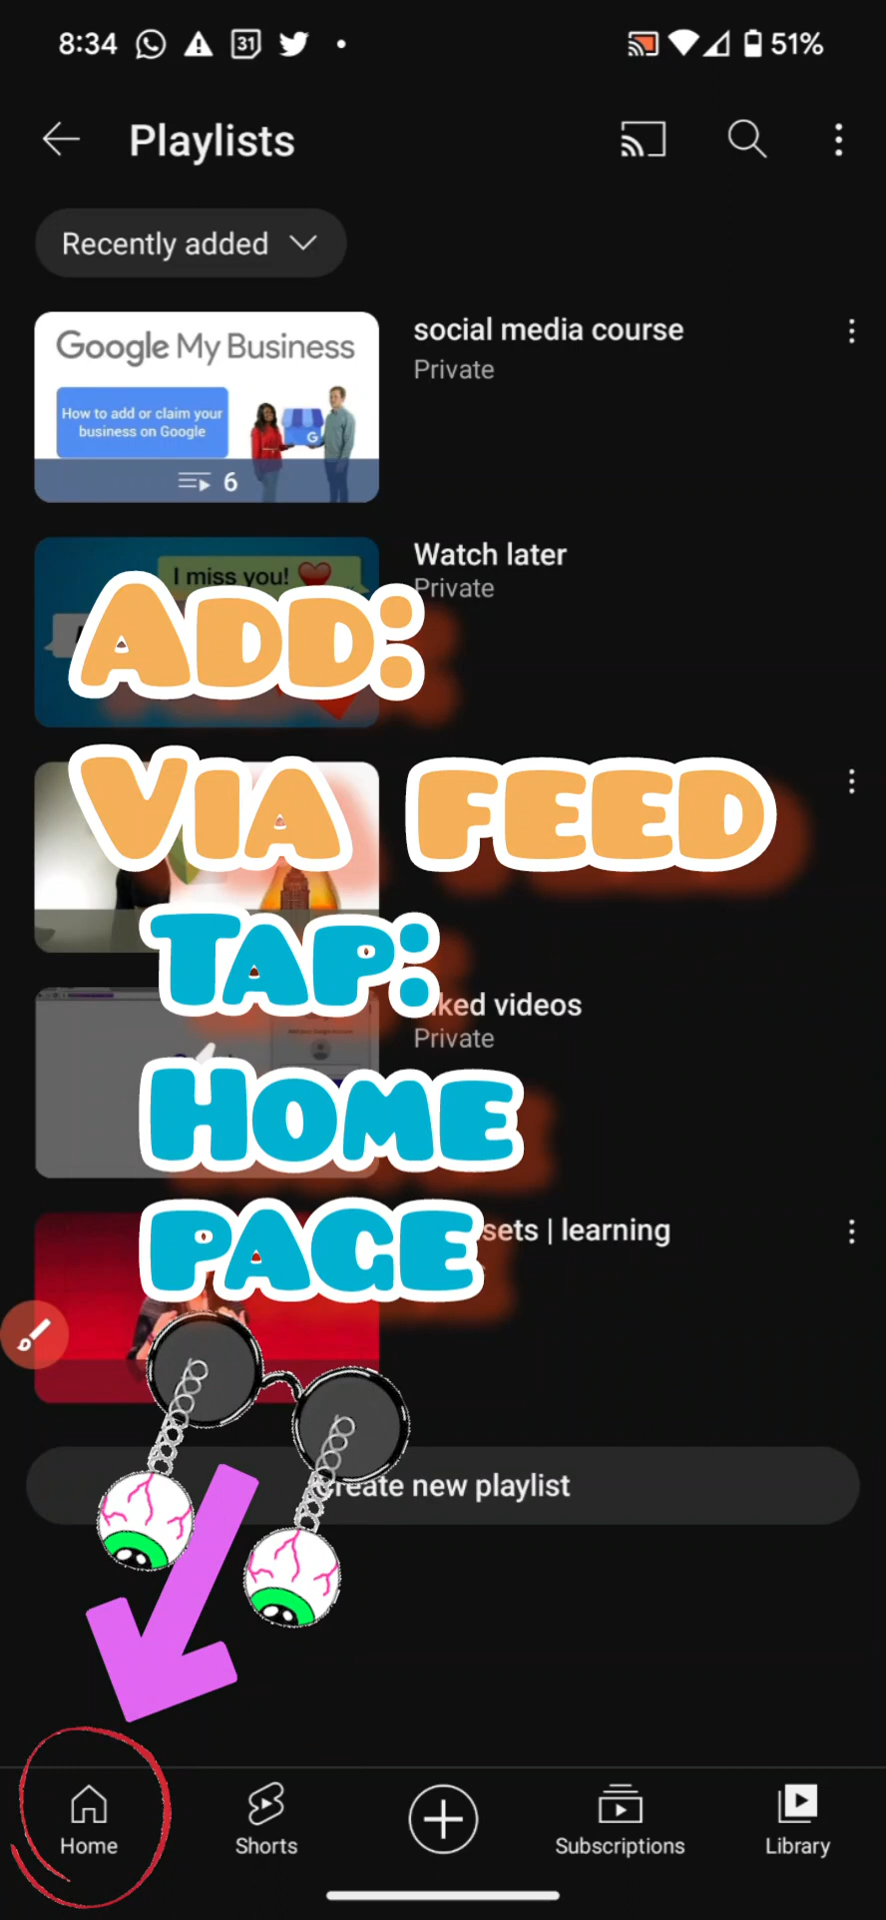 8:34 31 51%
Playlists
Recently added
Google My Business
How to add or claim your
business on Google
G
6
social media course
Private
I miss you!
Watch later
Private
ADD:
VIA FEED
TAP:
ked videos
Private
HOME
PAGE
sets | learning
reate new playlist
Home
Shorts
Subscriptions
Library